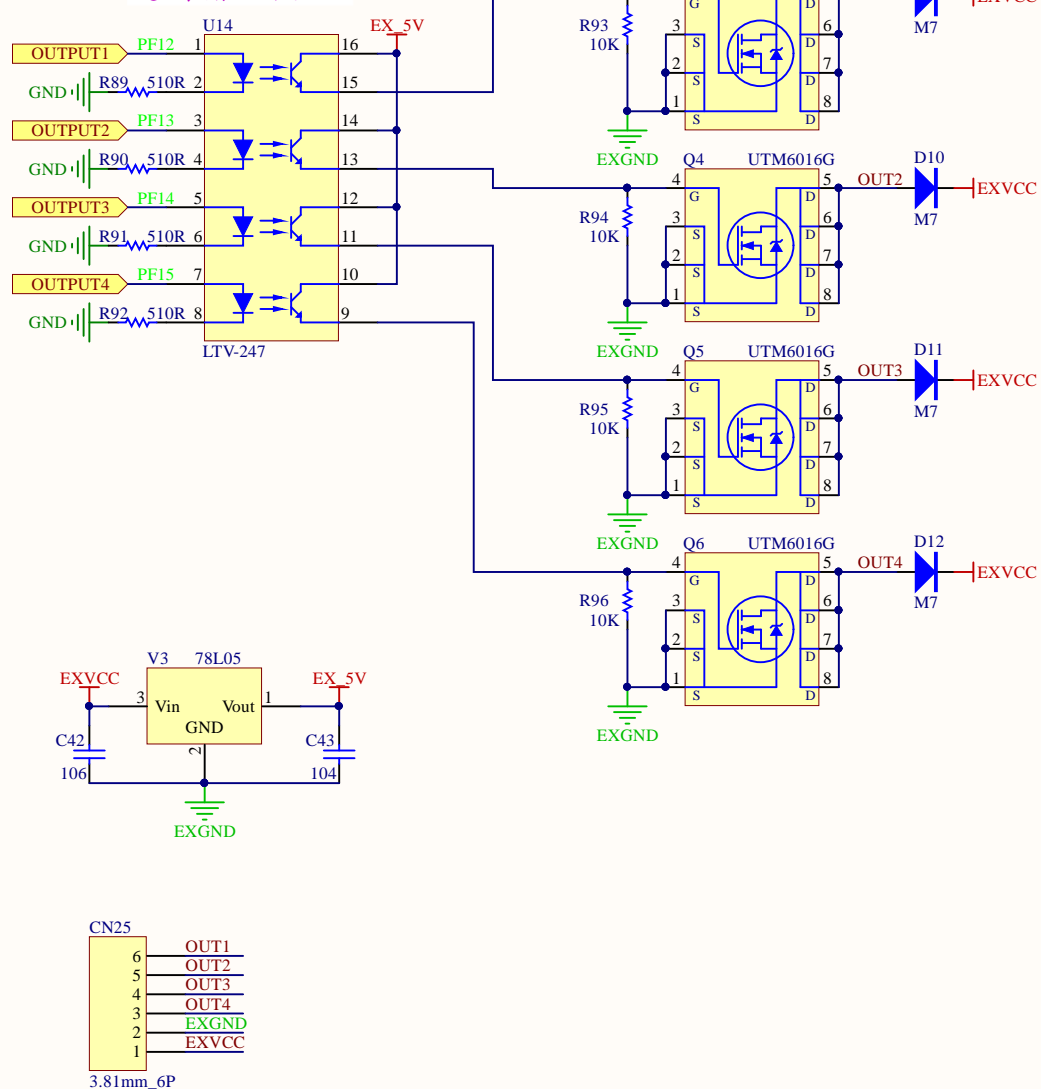 U14
EX_5V
OUTPUT1 PF12 1 16
GND R89 510R 2 15
OUTPUT2 PF13 3 14
GND R90 510R 4 13
OUTPUT3 PF14 5 12
GND R91 510R 6 11
OUTPUT4 PF15 7 10
GND R92 510R 8 9
LTV-247
G D
M7
R93 3 S D 6
10K
2 S D 7
1 S D 8
EXGND
Q4 UTM6016G D10
4 G D 5 OUT2 EXVCC
M7
R94 3 S D 6
10K
2 S D 7
1 S D 8
EXGND
Q5 UTM6016G D11
4 G D 5 OUT3 EXVCC
M7
R95 3 S D 6
10K
2 S D 7
1 S D 8
EXGND
Q6 UTM6016G D12
4 G D 5 OUT4 EXVCC
M7
R96 3 S D 6
10K
2 S D 7
1 S D 8
EXGND
V3 78L05
EXVCC EX_5V
3 Vin Vout 1
GND
2
C42 C43
106 104
EXGND
CN25
6 OUT1
5 OUT2
4 OUT3
3 OUT4
2 EXGND
1 EXVCC
3.81mm_6P